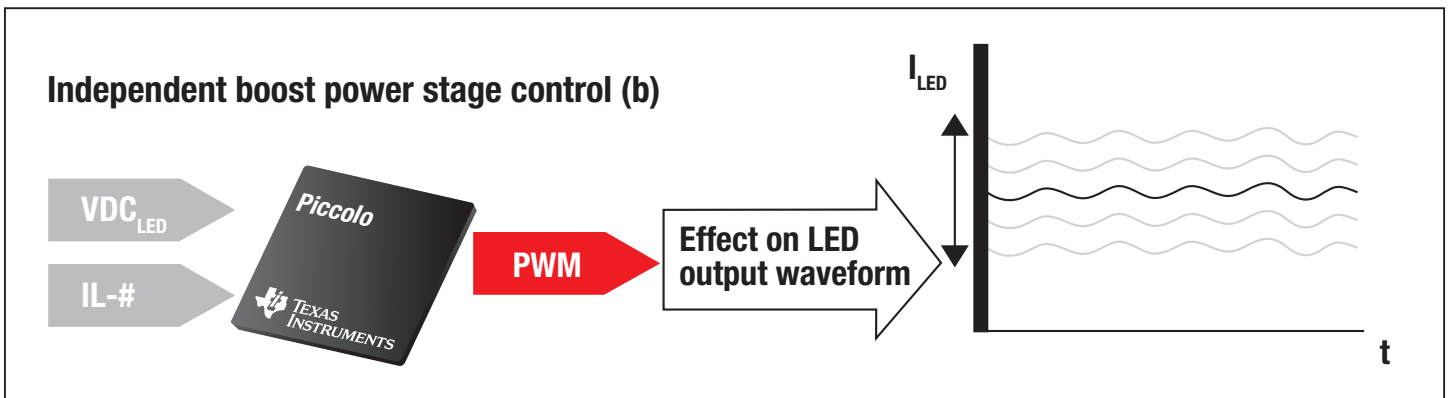 Independent boost power stage control (b)
VDC_LED
IL-#
Piccolo
TEXAS
INSTRUMENTS
PWM
Effect on LED
output waveform
I_LED
t